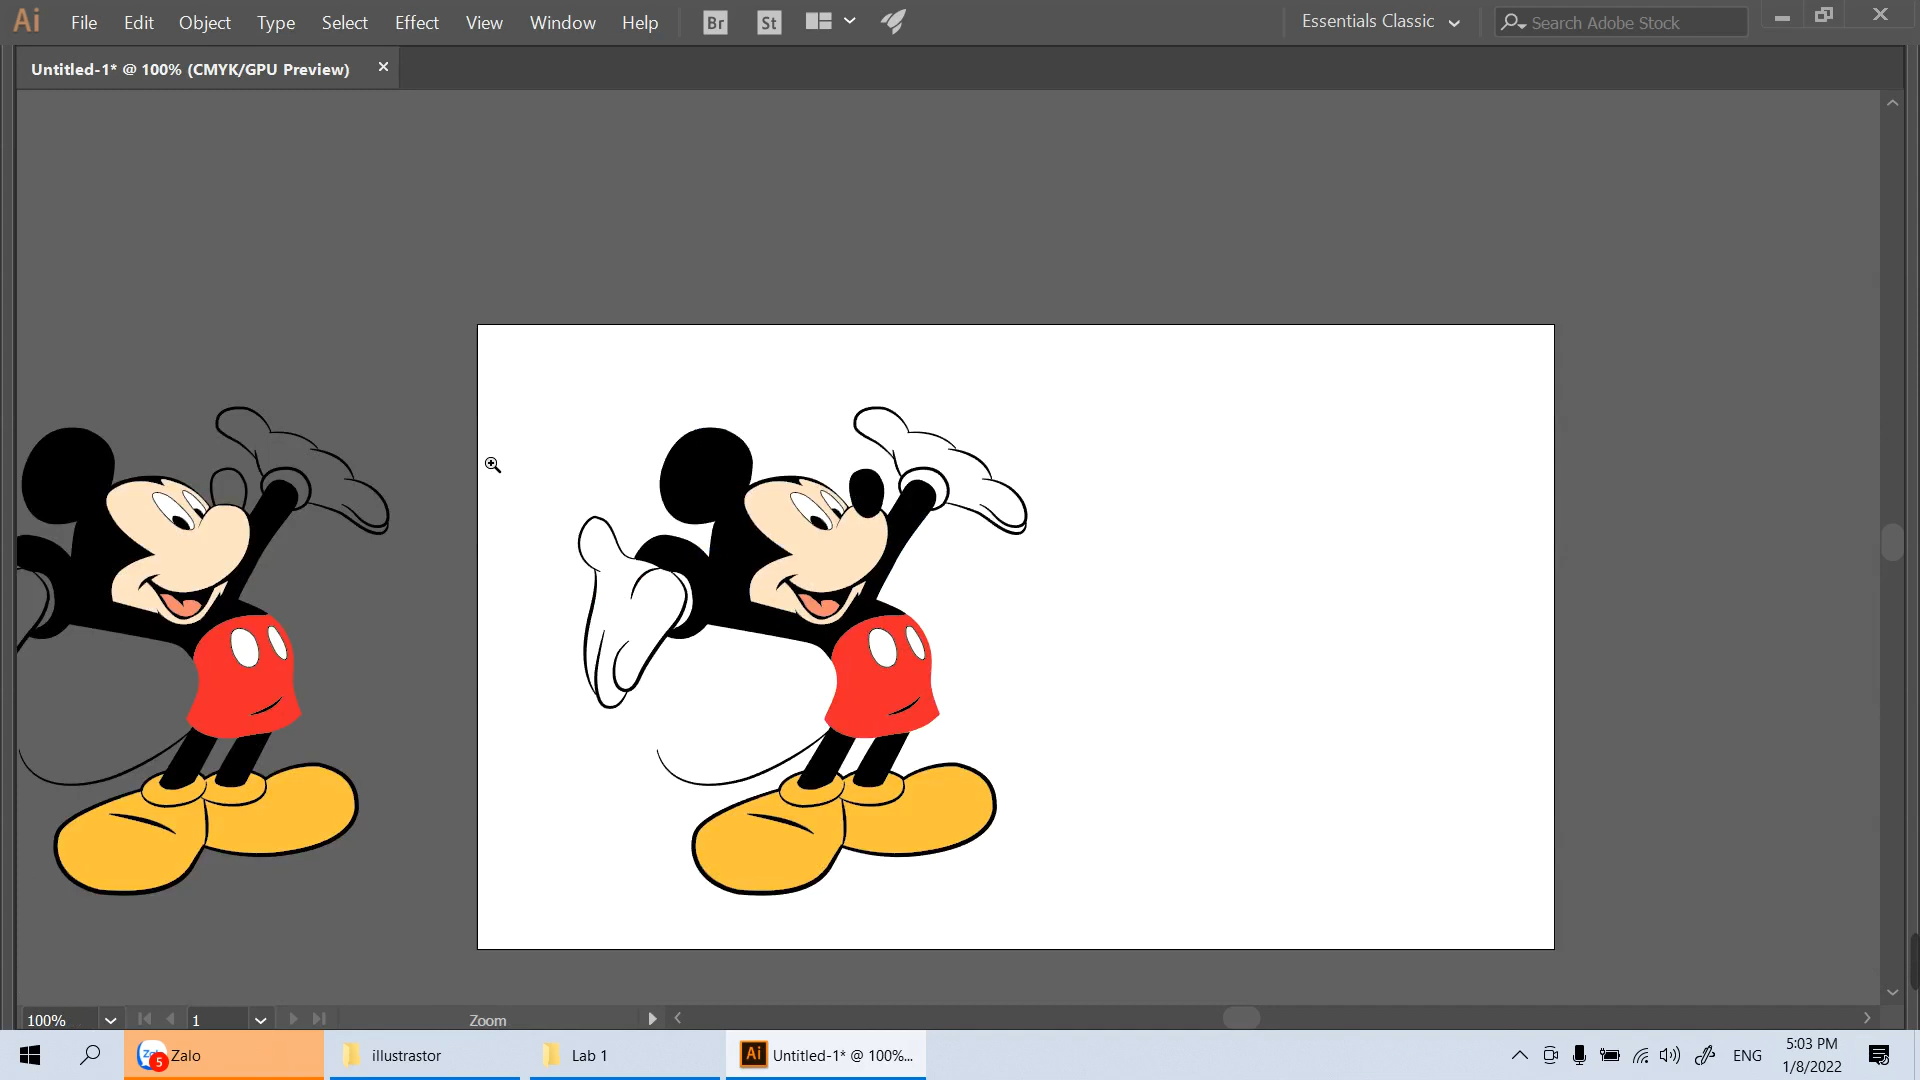 Ai File Edit Object Type Select Effect View Window Help Br St Essentials Classic Search Adobe Stock
Untitled-1* @ 100% (CMYK/GPU Preview)
100% 1 Zoom
5 Zalo illustrastor Lab 1 Ai Untitled-1* @ 100%... ENG 5:03 PM
1/8/2022